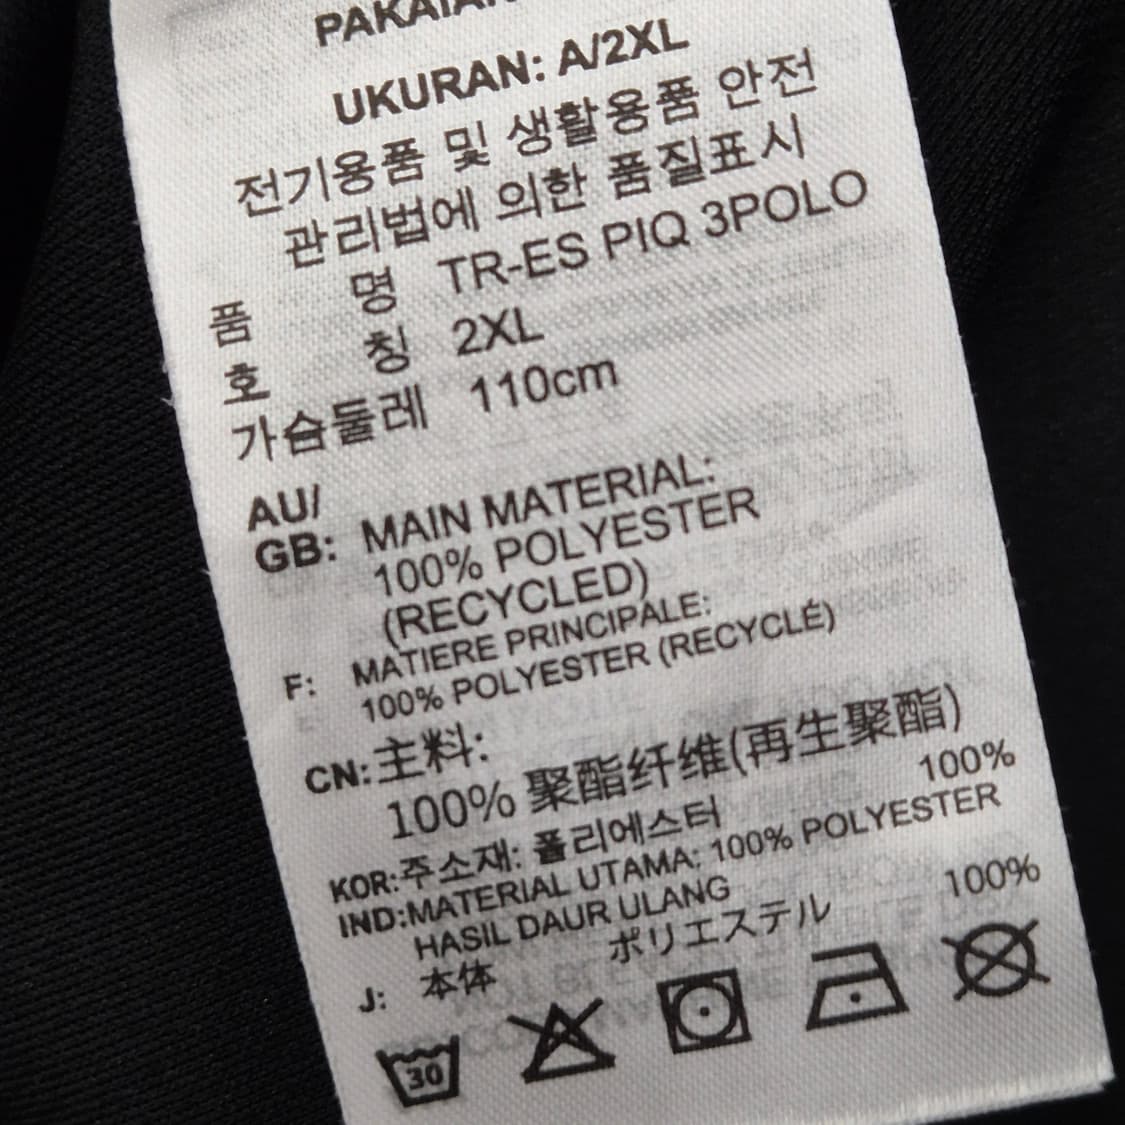 UKURAN: A/2XL
전기용품 및 생활용품 안전
관리법에 의한 품질표시
품 명 TR-ES PIQ 3POLO
호 칭 2XL
가슴둘레 110cm
AU/
GB: MAIN MATERIAL:
100% POLYESTER
(RECYCLED)
F: MATIERE PRINCIPALE:
100% POLYESTER (RECYCLÉ)
CN:主料:
100% 聚酯纤维(再生聚酯)
KOR:주소재: 폴리에스터 100%
IND:MATERIAL UTAMA: 100% POLYESTER
HASIL DAUR ULANG
J: 本体 ポリエステル 100%
30